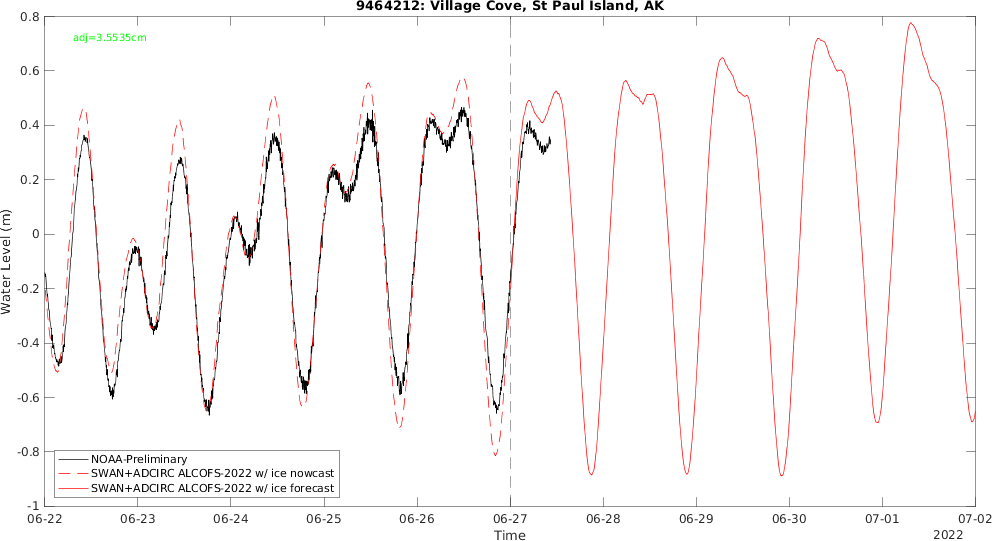 9464212: Village Cove, St Paul Island, AK
adj=3.5535cm
0.8
0.6
0.4
0.2
0
-0.2
-0.4
-0.6
-0.8
-1
Water Level (m)
NOAA-Preliminary
SWAN+ADCIRC ALCOFS-2022 w/ ice nowcast
SWAN+ADCIRC ALCOFS-2022 w/ ice forecast
06-22 06-23 06-24 06-25 06-26 06-27 06-28 06-29 06-30 07-01 07-02
Time
2022